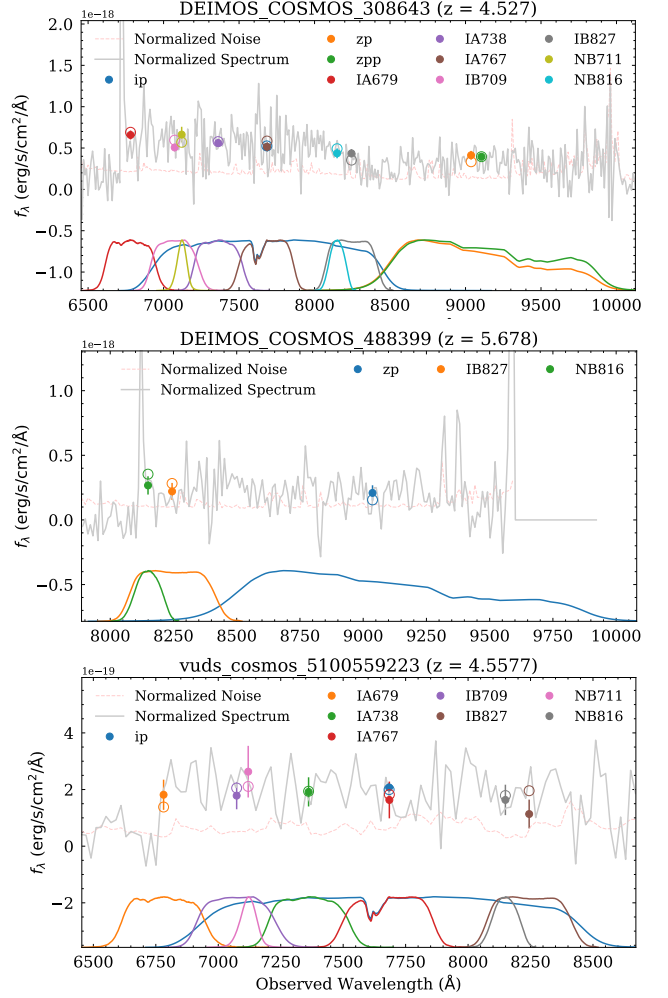 DEIMOS_COSMOS_308643 (z = 4.527)
1e−18
Normalized Noise
Normalized Spectrum
ip
zp
zpp
IA679
IA738
IA767
IB709
IB827
NB711
NB816
f_λ (erg/s/cm²/Å)
2.0
1.5
1.0
0.5
0.0
−0.5
−1.0
6500 7000 7500 8000 8500 9000 9500 10000
DEIMOS_COSMOS_488399 (z = 5.678)
1e−18
Normalized Noise
Normalized Spectrum
zp
IB827
NB816
f_λ (erg/s/cm²/Å)
1.0
0.5
0.0
−0.5
8000 8250 8500 8750 9000 9250 9500 9750 10000
vuds_cosmos_5100559223 (z = 4.5577)
1e−19
Normalized Noise
Normalized Spectrum
ip
IA679
IA738
IA767
IB709
IB827
NB711
NB816
f_λ (erg/s/cm²/Å)
4
2
0
−2
6500 6750 7000 7250 7500 7750 8000 8250 8500
Observed Wavelength (Å)